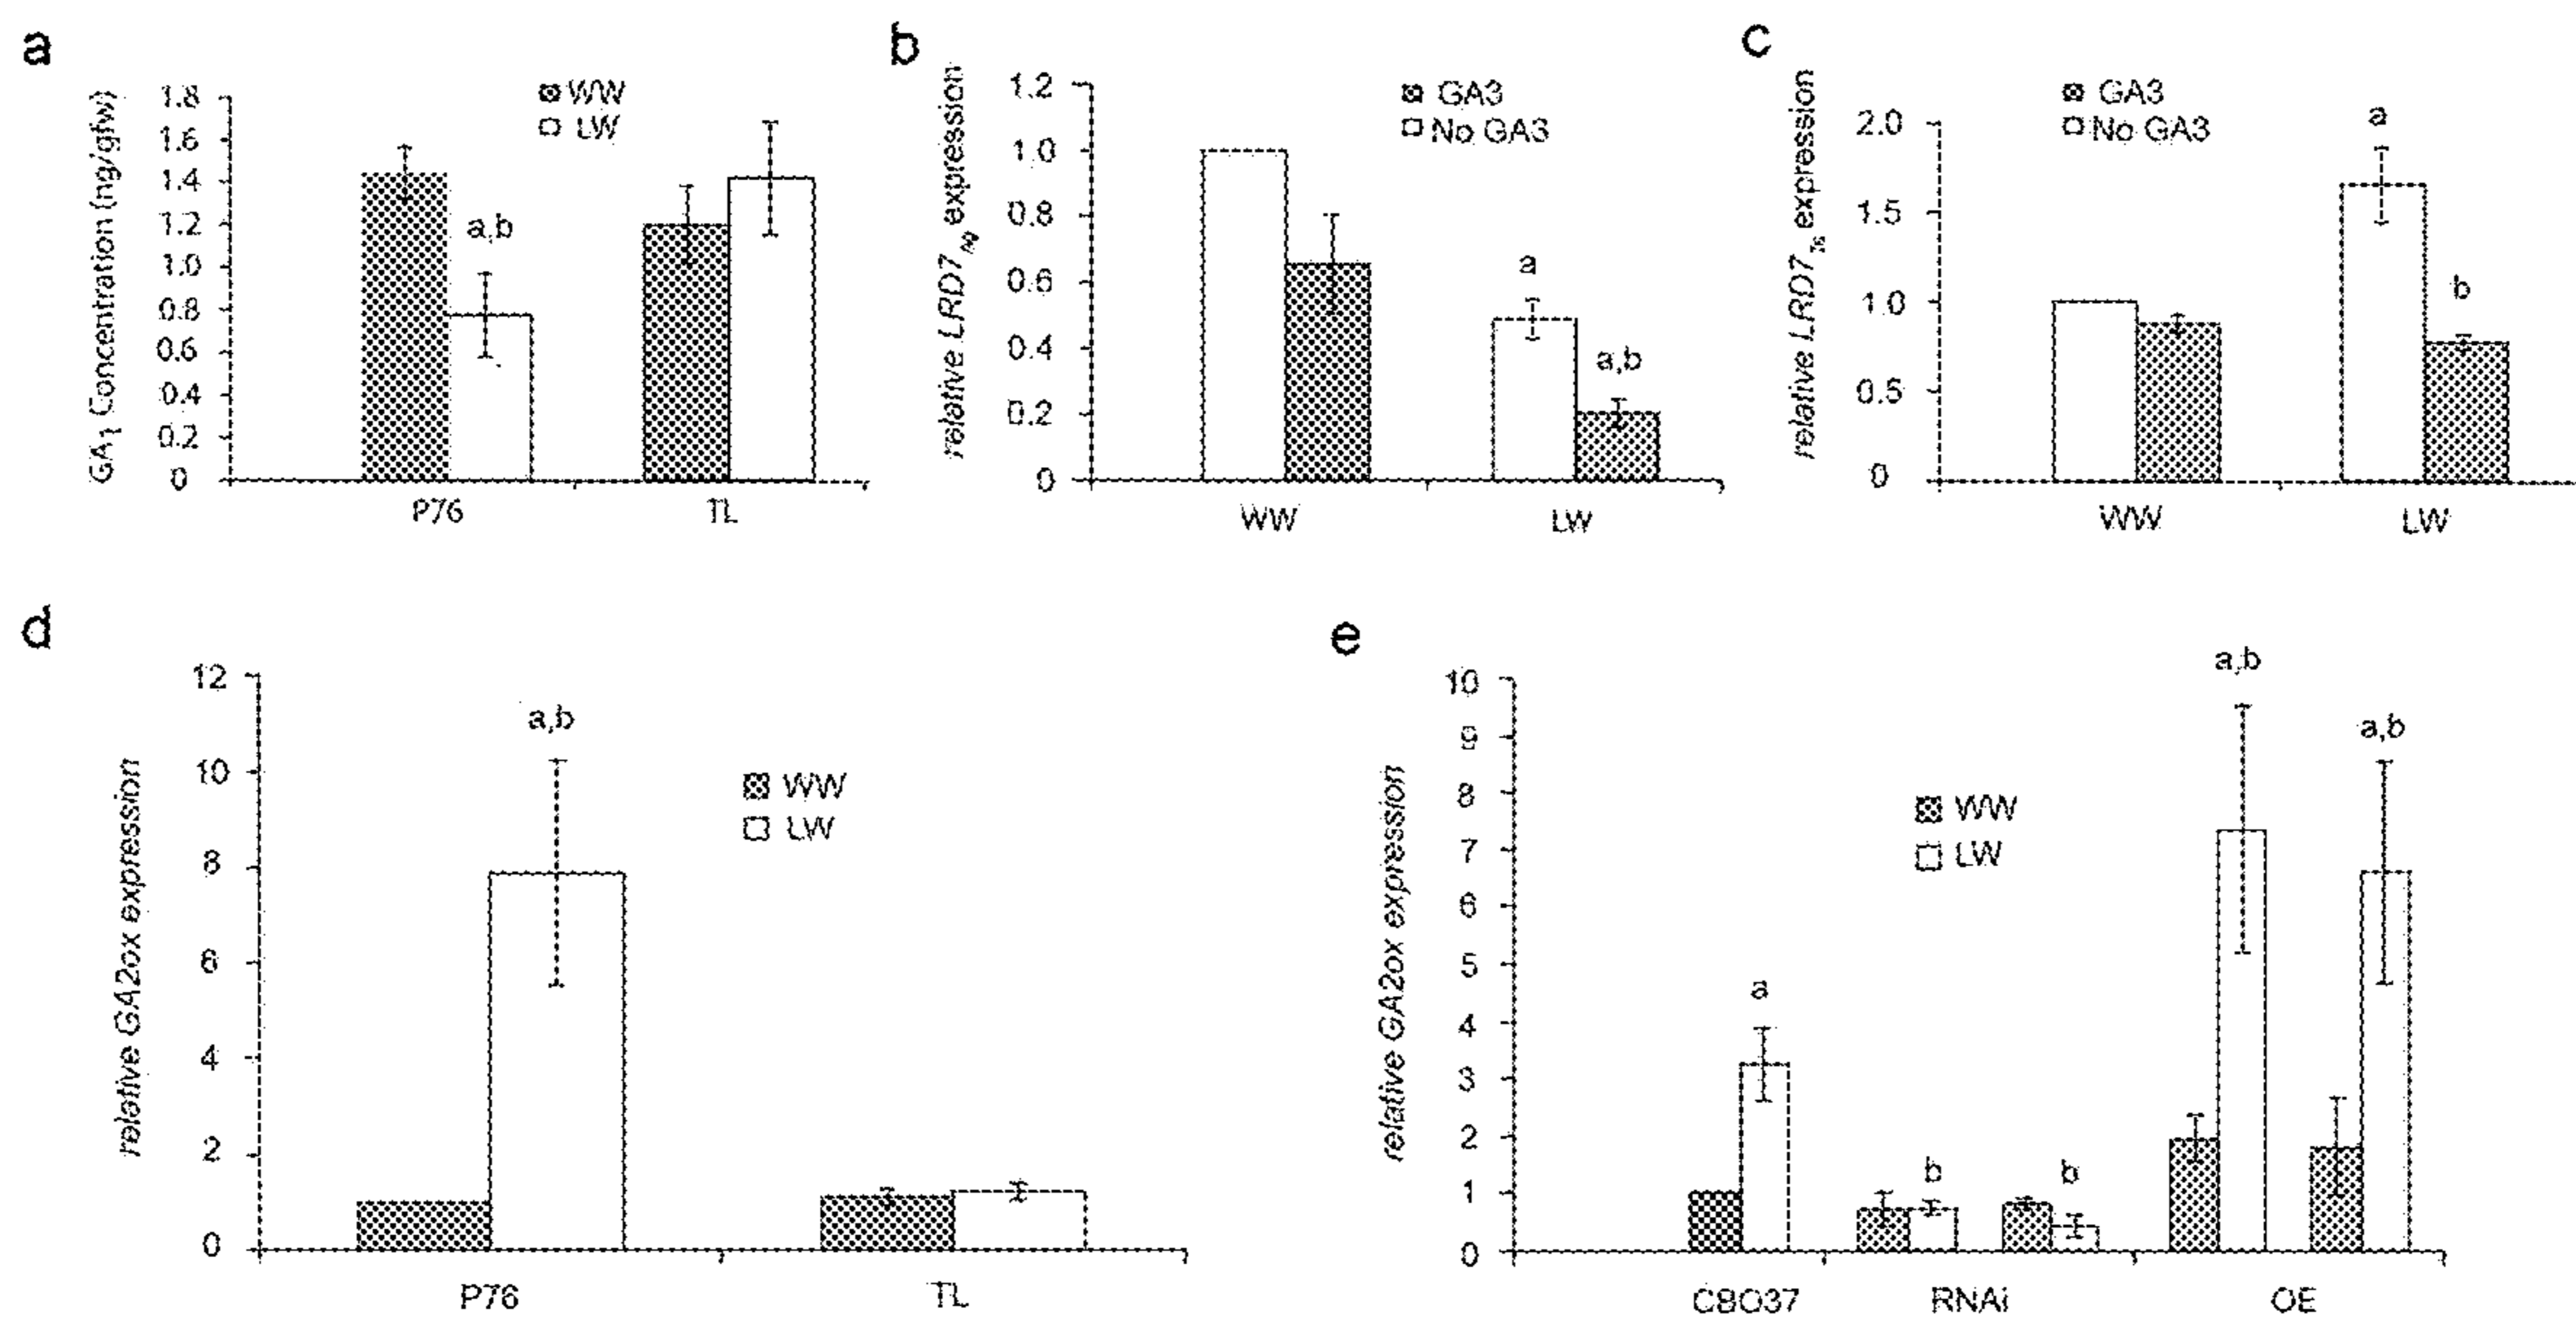 a
GA1 Concentration (ng/gfw)
1.8
1.6
1.4
1.2
1.0
0.8
0.6
0.4
0.2
0
WW
LW
a,b
P76
TL
b
relative LRD7 expression
1.2
1.0
0.8
0.6
0.4
0.2
0
GA3
No GA3
a
a,b
WW
LW
c
relative LRD7 76 expression
2.0
1.5
1.0
0.5
0
GA3
No GA3
a
b
WW
LW
d
relative GA2ox expression
12
10
8
6
4
2
0
a,b
WW
LW
P76
TL
e
relative GA2ox expression
10
9
8
7
6
5
4
3
2
1
0
WW
LW
a
b
b
a,b
a,b
RNAi
OE